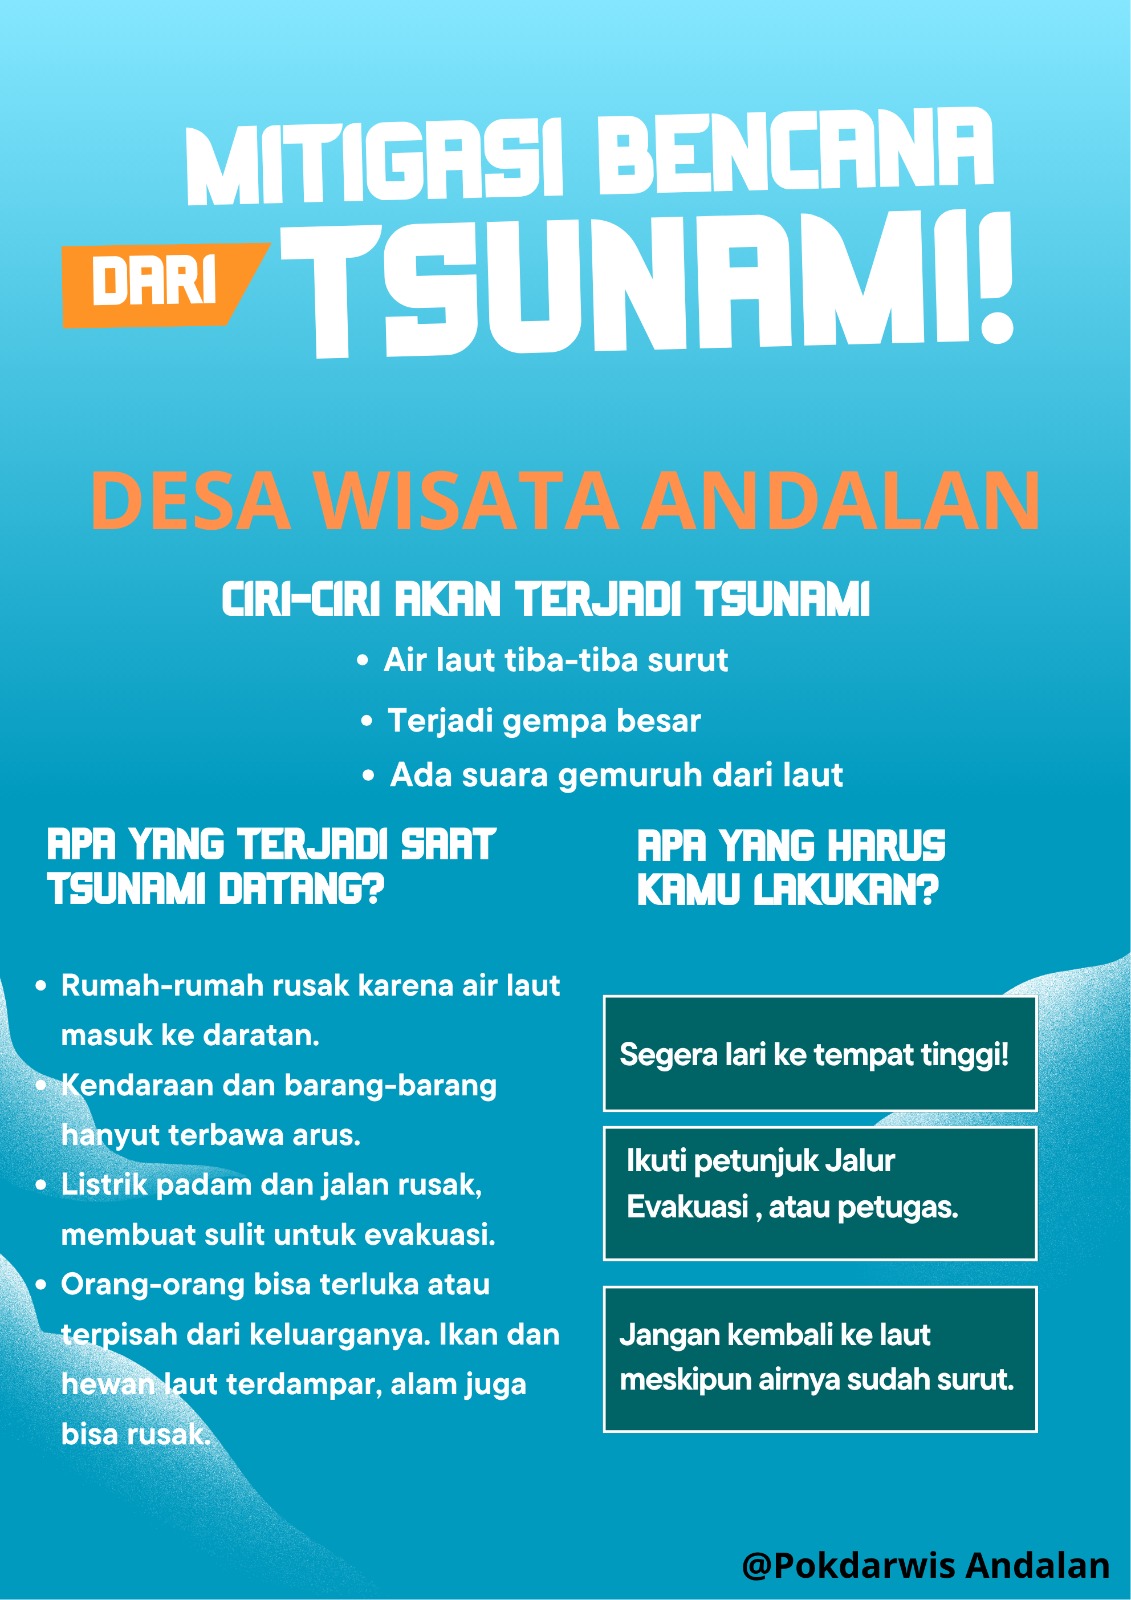 MITIGASI BENCANA
DARI TSUNAMI!
DESA WISATA ANDALAN
CIRI-CIRI AKAN TERJADI TSUNAMI
• Air laut tiba-tiba surut
• Terjadi gempa besar
• Ada suara gemuruh dari laut
APA YANG TERJADI SAAT
TSUNAMI DATANG?
• Rumah-rumah rusak karena air laut
masuk ke daratan.
• Kendaraan dan barang-barang
hanyut terbawa arus.
• Listrik padam dan jalan rusak,
membuat sulit untuk evakuasi.
• Orang-orang bisa terluka atau
terpisah dari keluarganya. Ikan dan
hewan laut terdampar, alam juga
bisa rusak.
APA YANG HARUS
KAMU LAKUKAN?
Segera lari ke tempat tinggi!
Ikuti petunjuk Jalur
Evakuasi , atau petugas.
Jangan kembali ke laut
meskipun airnya sudah surut.
@Pokdarwis Andalan